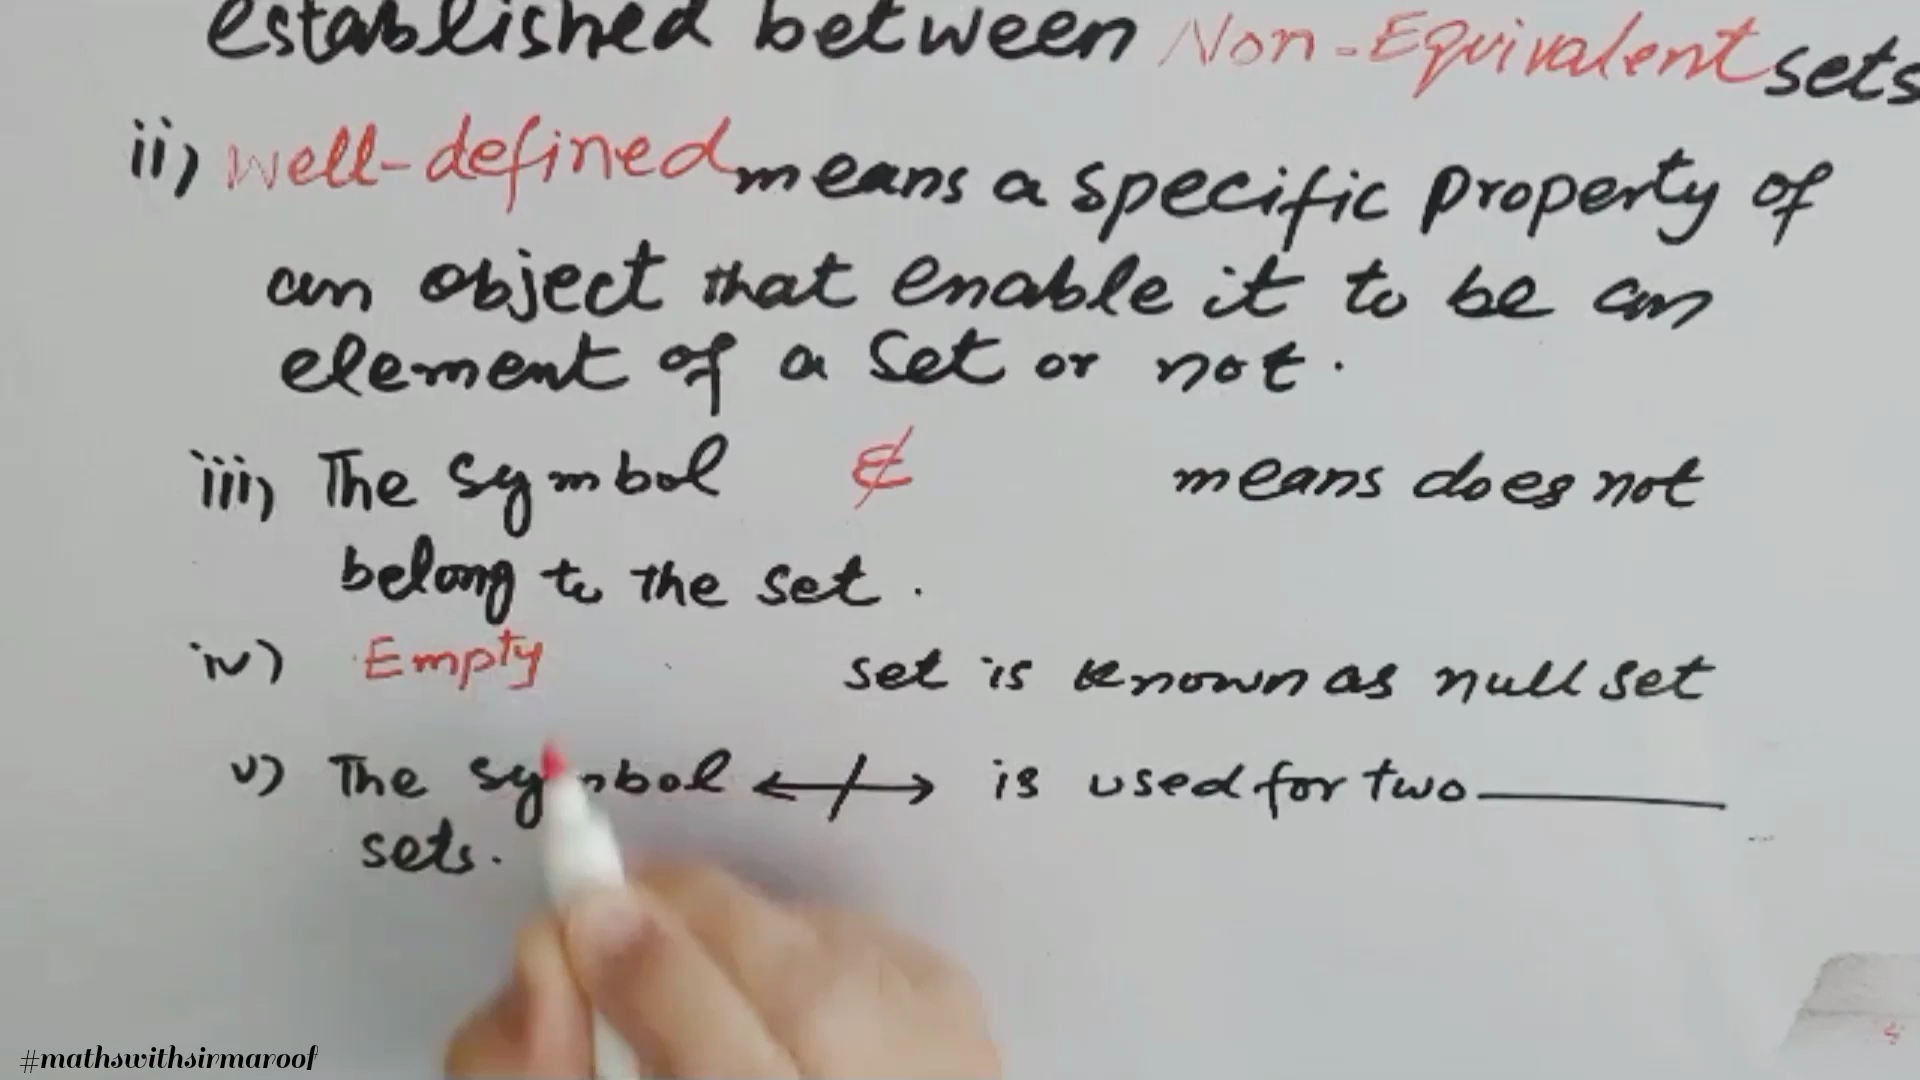 established between Non-Equivalent sets
ii) Well-defined means a specific property of
an object that enable it to be an
element of a set or not.
iii) The symbol ∉ means does not
belong to the set.
iv) Empty set is known as null set
v) The symbol ↮ is used for two ______
sets.
#mathswithsirmaroof